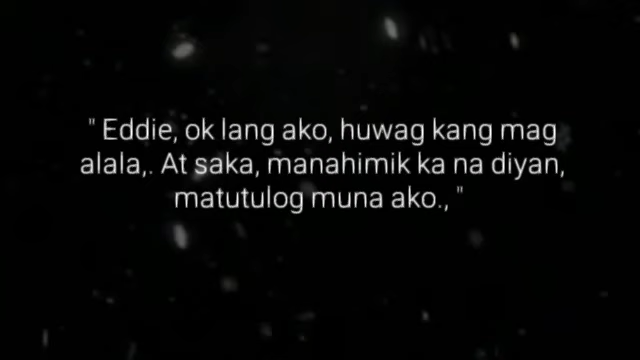 " Eddie, ok lang ako, huwag kang mag
alala,. At saka, manahimik ka na diyan,
matutulog muna ako., "